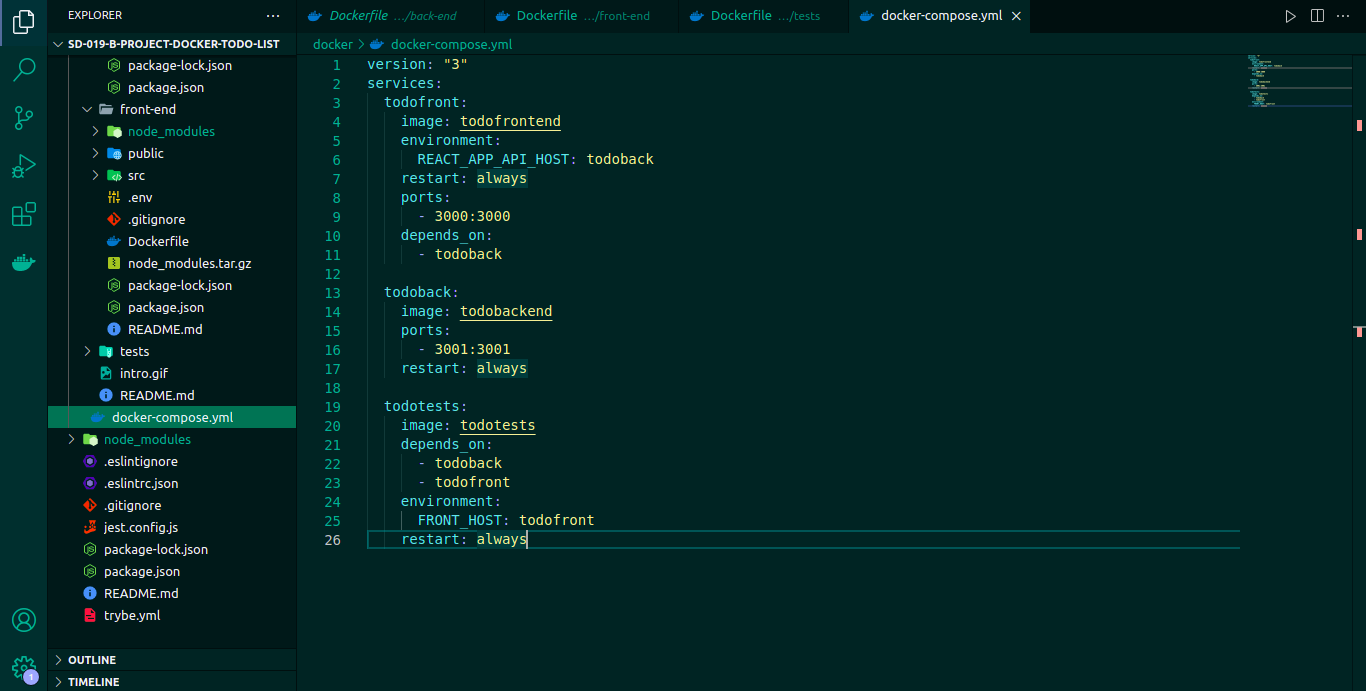 EXPLORER
SD-019-B-PROJECT-DOCKER-TODO-LIST
package-lock.json
package.json
front-end
node_modules
public
src
.env
.gitignore
Dockerfile
node_modules.tar.gz
package-lock.json
package.json
README.md
tests
intro.gif
README.md
docker-compose.yml
node_modules
.eslintignore
.eslintrc.json
.gitignore
jest.config.js
package-lock.json
package.json
README.md
trybe.yml
OUTLINE
TIMELINE
1
Dockerfile .../back-end
Dockerfile .../front-end
Dockerfile .../tests
docker-compose.yml
docker > docker-compose.yml
1 version: "3"
2 services:
3 todofront:
4 image: todofrontend
5 environment:
6 REACT_APP_API_HOST: todoback
7 restart: always
8 ports:
9 - 3000:3000
10 depends_on:
11 - todoback
12
13 todoback:
14 image: todobackend
15 ports:
16 - 3001:3001
17 restart: always
18
19 todotests:
20 image: todotests
21 depends_on:
22 - todoback
23 - todofront
24 environment:
25 FRONT_HOST: todofront
26 restart: always